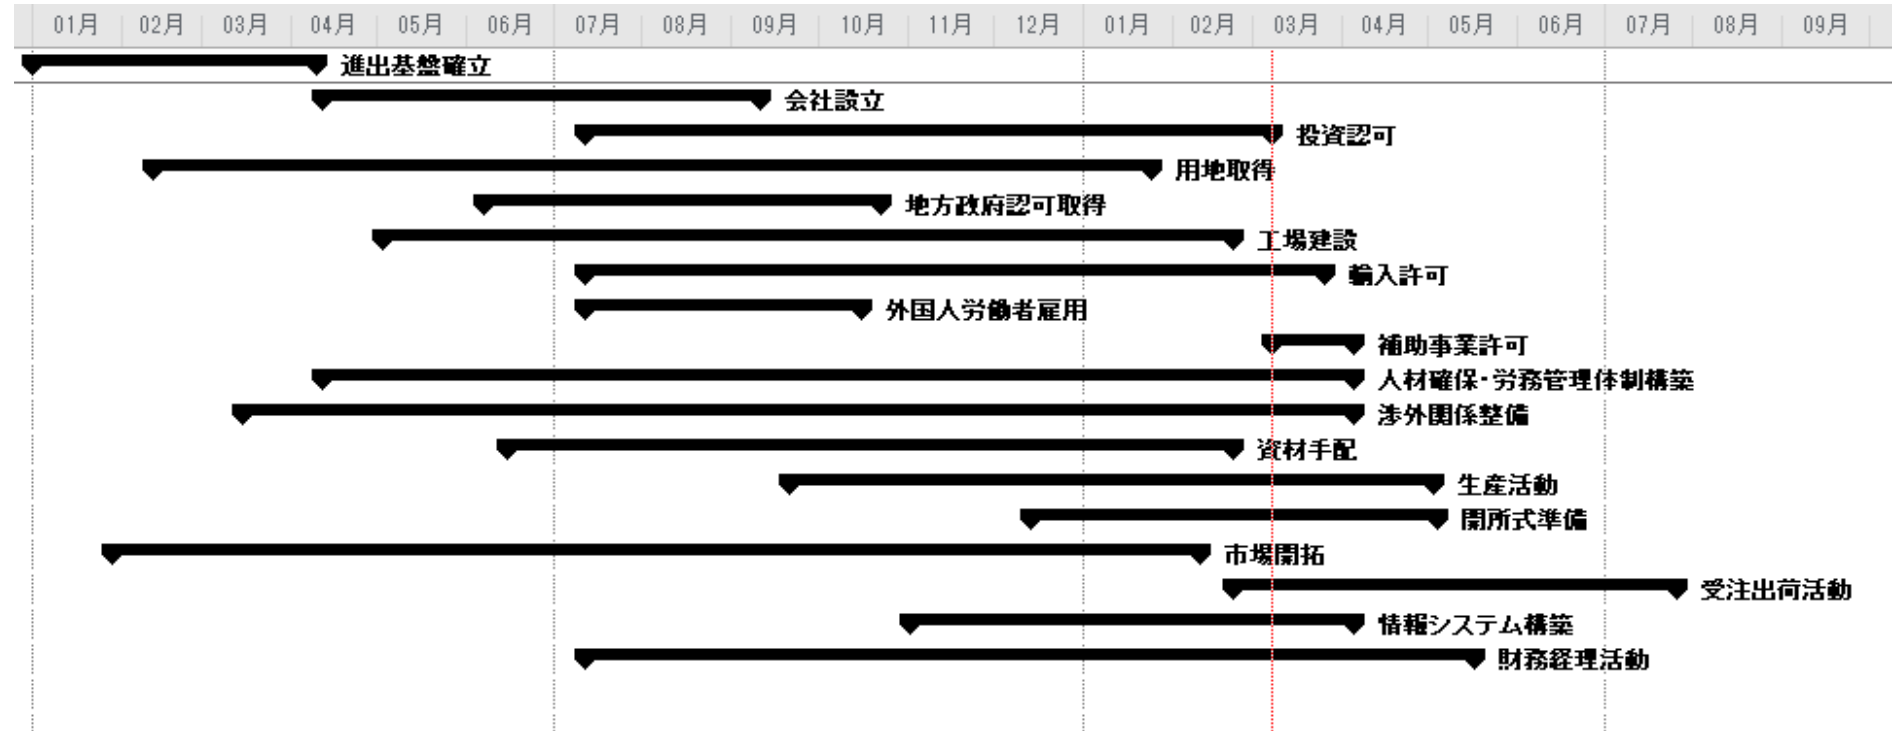 01月 02月 03月 04月 05月 06月 07月 08月 09月 10月 11月 12月 01月 02月 03月 04月 05月 06月 07月 08月 09月
進出基盤確立
会社設立
投資認可
用地取得
地方政府認可取得
工場建設
輸入許可
外国人労働者雇用
補助事業許可
人材確保・労務管理体制構築
渉外関係整備
資材手配
生産活動
開所式準備
市場開拓
受注出荷活動
情報システム構築
財務経理活動